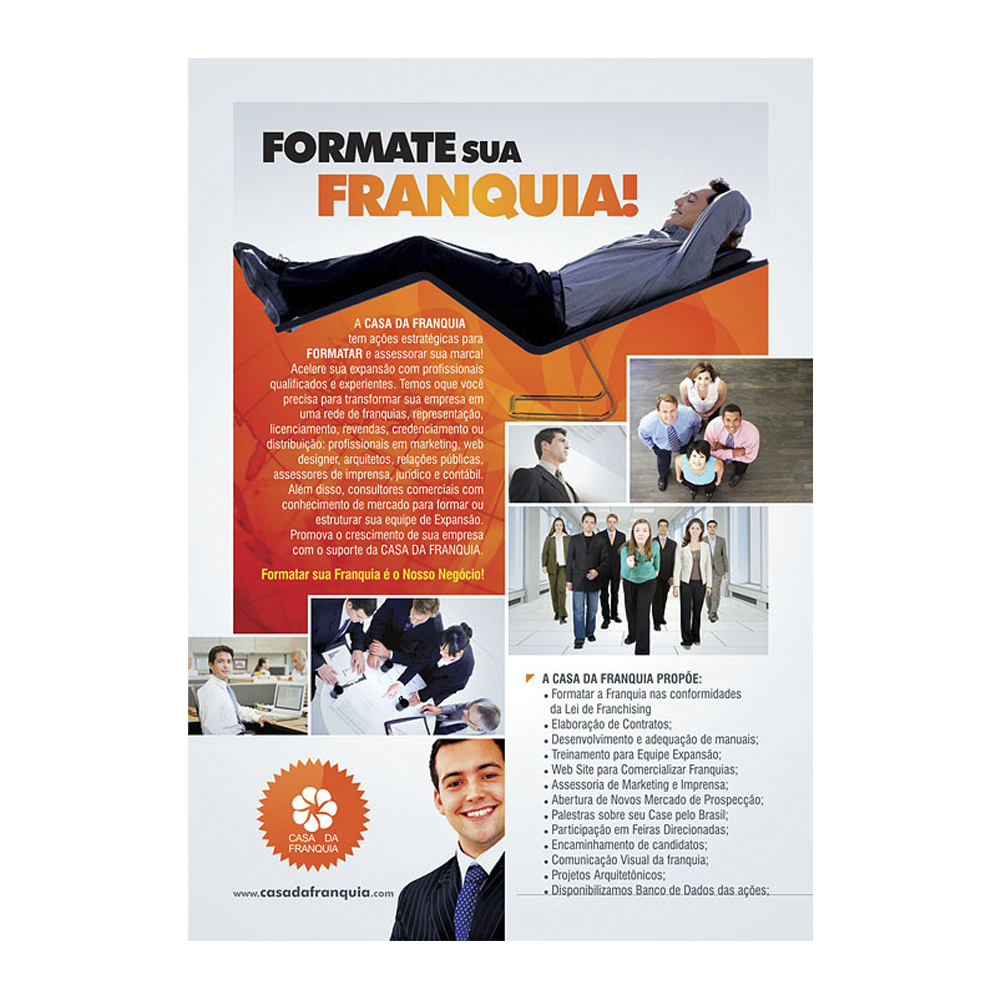 FORMATE SUA
FRANQUIA!
A CASA DA FRANQUIA
tem ações estratégicas para
FORMATAR e assessorar sua marca!
Acelere sua expansão com profissionais
qualificados e experientes. Temos oque você
precisa para transformar sua empresa em
uma rede de franquias, representação,
licenciamento, revendas, credenciamento ou
distribuição: profissionais em marketing, web
designer, arquitetos, relações públicas,
assessores de imprensa, jurídico e contábil.
Além disso, consultores comerciais com
conhecimento de mercado para formar ou
estruturar sua equipe de Expansão.
Promova o crescimento de sua empresa
com o suporte da CASA DA FRANQUIA.
Formatar sua Franquia é o Nosso Negócio!
CASA DA
FRANQUIA
www.casadafranquia.com
A CASA DA FRANQUIA PROPÕE:
• Formatar a Franquia nas conformidades
da Lei de Franchising
• Elaboração de Contratos;
• Desenvolvimento e adequação de manuais;
• Treinamento para Equipe Expansão;
• Web Site para Comercializar Franquias;
• Assessoria de Marketing e Imprensa;
• Abertura de Novos Mercado de Prospecção;
• Palestras sobre seu Case pelo Brasil;
• Participação em Feiras Direcionadas;
• Encaminhamento de candidatos;
• Comunicação Visual da franquia;
• Projetos Arquitetônicos;
• Disponibilizamos Banco de Dados das ações;